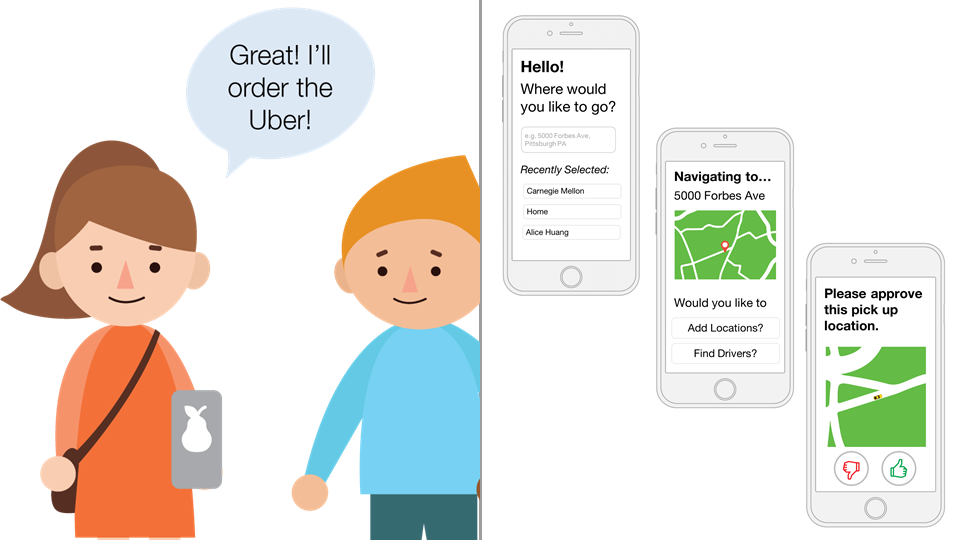 Great! I'll
order the
Uber!
Hello!
Where would
you like to go?
e.g. 5000 Forbes Ave,
Pittsburgh PA
Recently Selected:
Carnegie Mellon
Home
Alice Huang
Navigating to...
5000 Forbes Ave
Would you like to
Add Locations?
Find Drivers?
Please approve
this pick up
location.